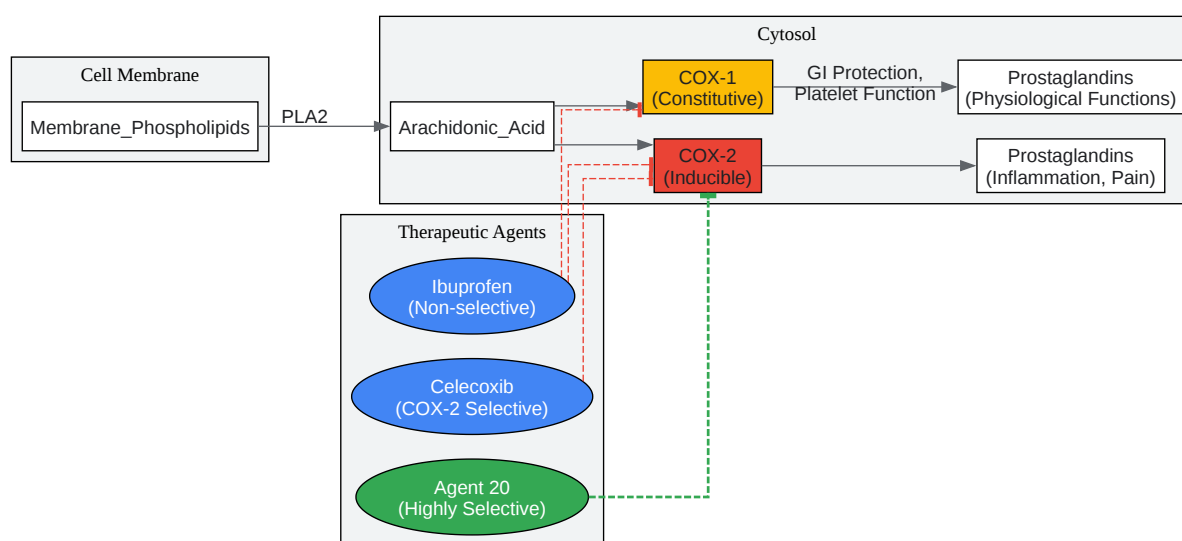 Cytosol
Cell Membrane
COX-1
(Constitutive)
GI Protection,
Platelet Function
Prostaglandins
(Physiological Functions)
Membrane_Phospholipids
PLA2
Arachidonic_Acid
COX-2
(Inducible)
Prostaglandins
(Inflammation, Pain)
Therapeutic Agents
Ibuprofen
(Non-selective)
Celecoxib
(COX-2 Selective)
Agent 20
(Highly Selective)